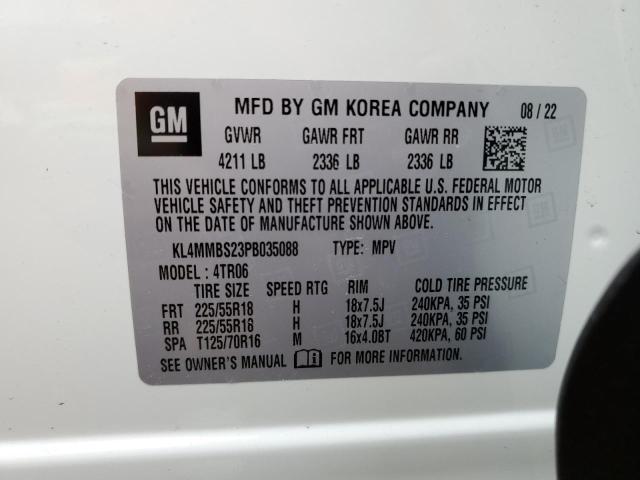 GM MFD BY GM KOREA COMPANY 08 / 22
GVWR GAWR FRT GAWR RR
4211 LB 2336 LB 2336 LB
THIS VEHICLE CONFORMS TO ALL APPLICABLE U.S. FEDERAL MOTOR
VEHICLE SAFETY AND THEFT PREVENTION STANDARDS IN EFFECT
ON THE DATE OF MANUFACTURE SHOWN ABOVE.
KL4MMBS23PB035088 TYPE: MPV
MODEL : 4TR06
TIRE SIZE SPEED RTG RIM COLD TIRE PRESSURE
FRT 225/55R18 H 18x7.5J 240KPA, 35 PSI
RR 225/55R18 H 18x7.5J 240KPA, 35 PSI
SPA T125/70R16 M 16x4.0BT 420KPA, 60 PSI
SEE OWNER'S MANUAL FOR MORE INFORMATION.